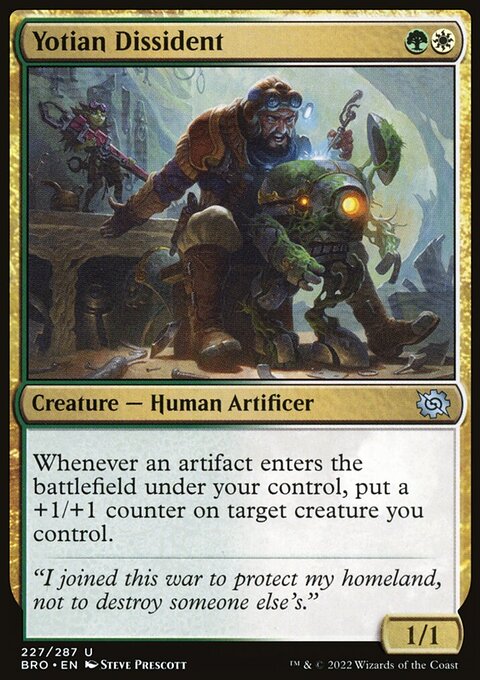 Yotian Dissident
Creature — Human Artificer
Whenever an artifact enters the
battlefield under your control, put a
+1/+1 counter on target creature you
control.
“I joined this war to protect my homeland,
not to destroy someone else’s.”
1/1
227/287 U
BRO • EN Steve Prescott
™ & © 2022 Wizards of the Coast